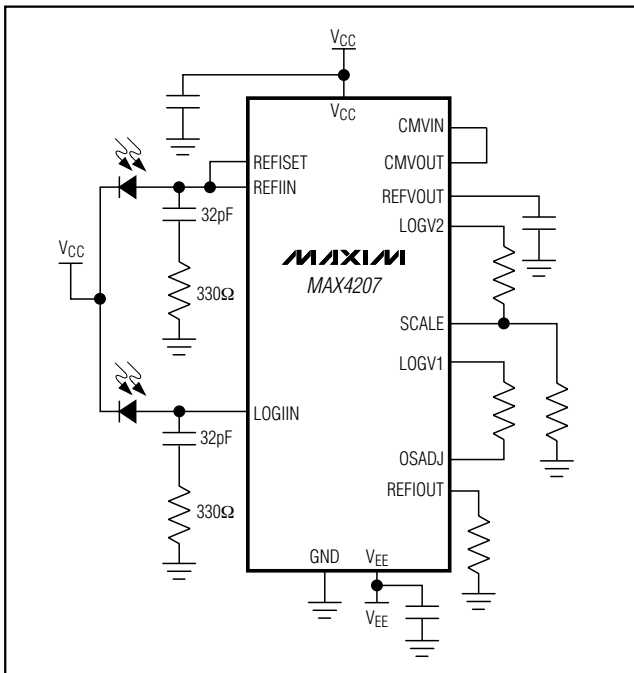 VCC
VCC
CMVIN
CMVOUT
REFISET
REFIIN
REFVOUT
32pF
LOGV2
VCC
MAXIM
MAX4207
330Ω
SCALE
LOGV1
LOGIIN
32pF
OSADJ
REFIOUT
330Ω
GND
VEE
VEE